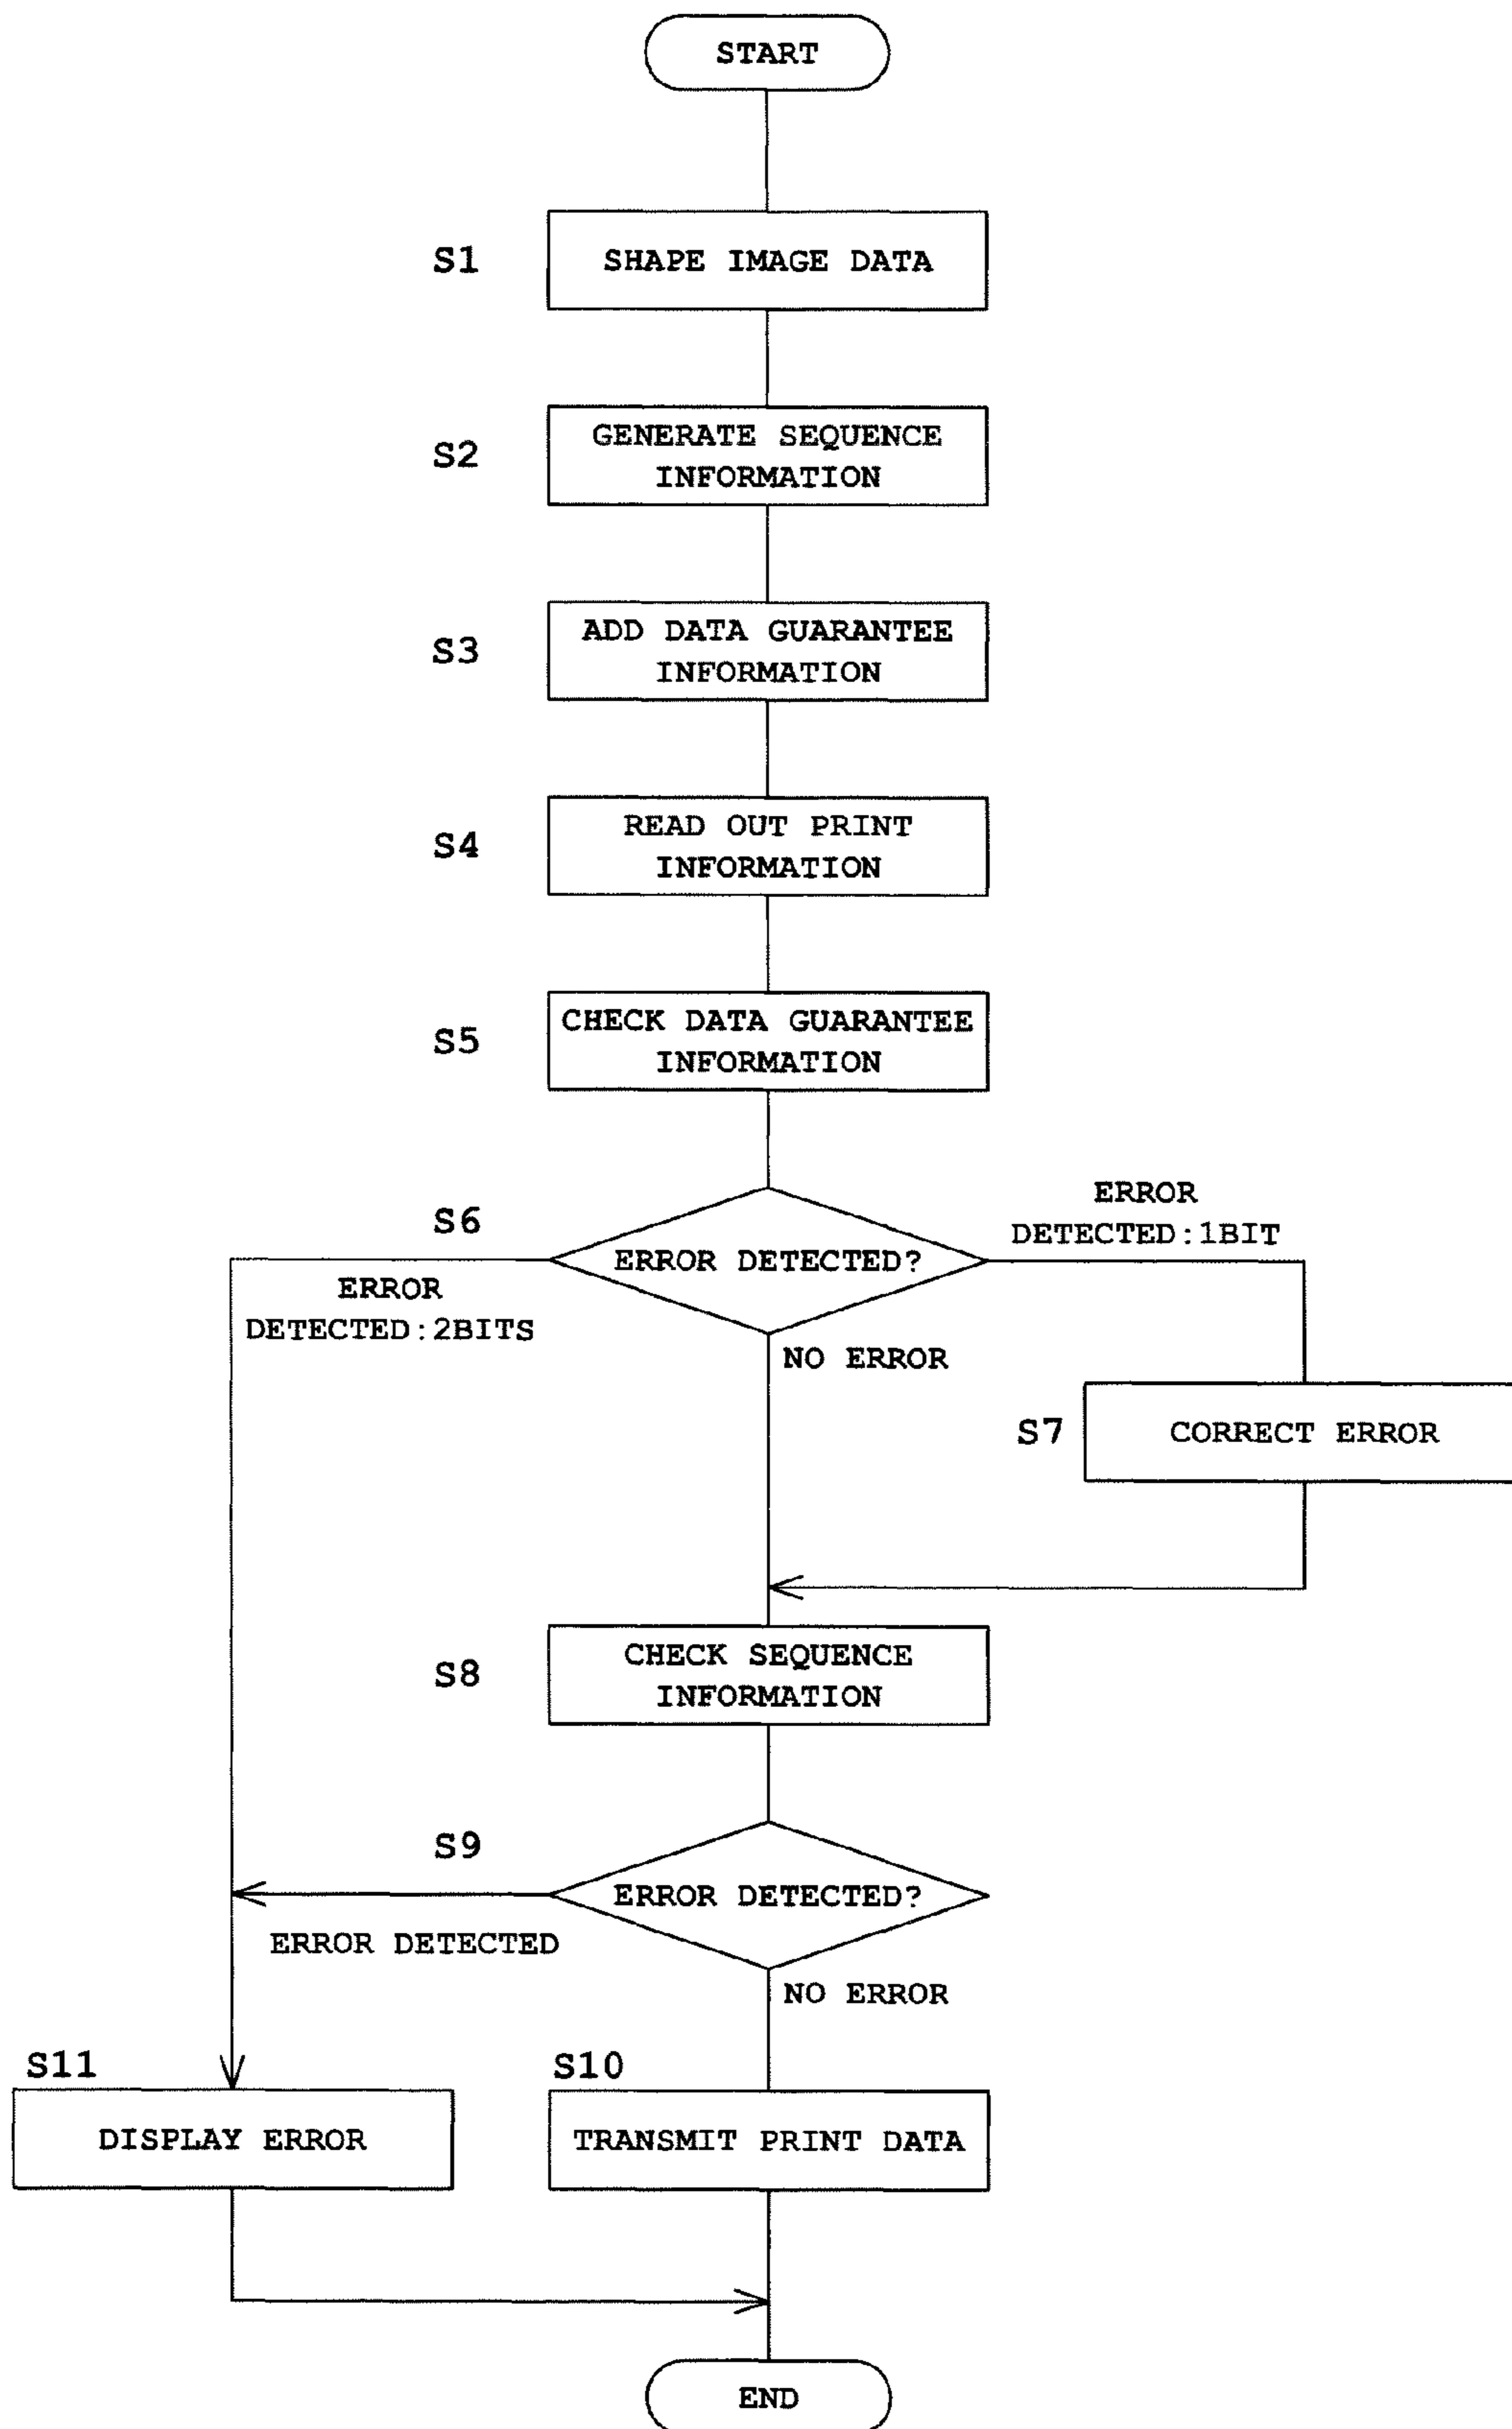 START
S1
SHAPE IMAGE DATA
S2
GENERATE SEQUENCE
INFORMATION
S3
ADD DATA GUARANTEE
INFORMATION
S4
READ OUT PRINT
INFORMATION
S5
CHECK DATA GUARANTEE
INFORMATION
S6
ERROR DETECTED?
ERROR
DETECTED:1BIT
ERROR
DETECTED:2BITS
NO ERROR
S7
CORRECT ERROR
S8
CHECK SEQUENCE
INFORMATION
S9
ERROR DETECTED?
ERROR DETECTED
NO ERROR
S11
DISPLAY ERROR
S10
TRANSMIT PRINT DATA
END